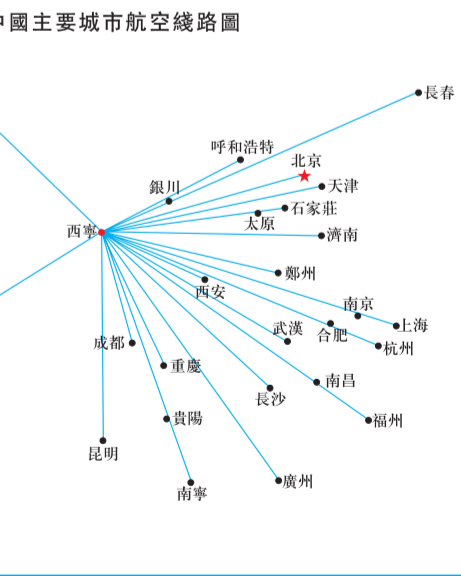 中國主要城市航空綫路圖
長春
呼和浩特
北京
銀川
天津
石家莊
太原
西寧
濟南
鄭州
西安
南京
上海
武漢
合肥
杭州
成都
重慶
南昌
長沙
貴陽
福州
昆明
廣州
南寧